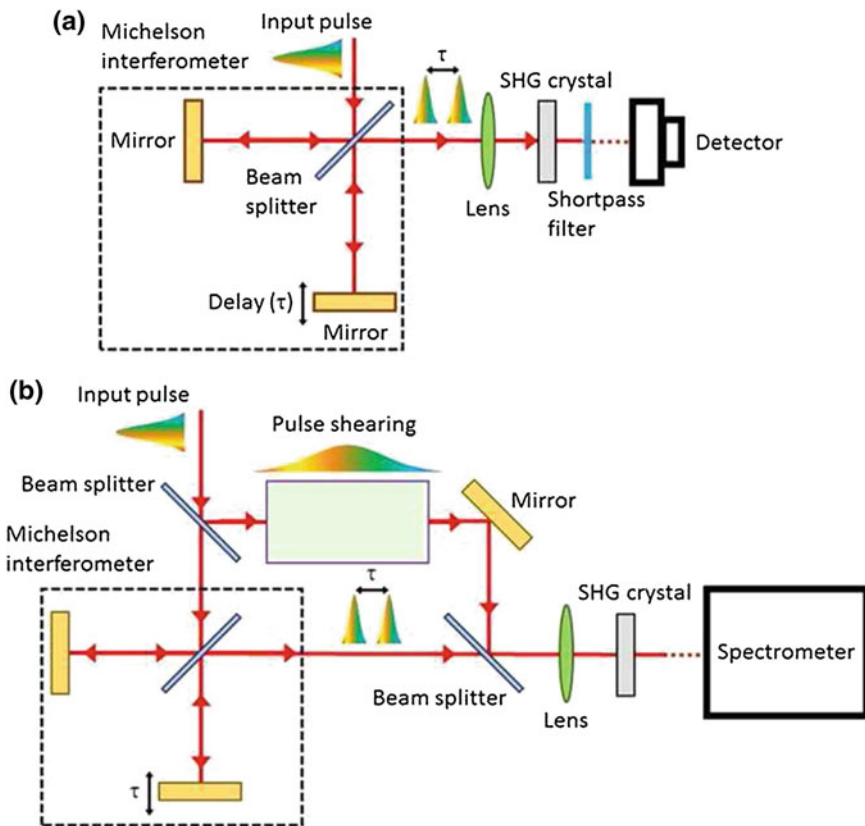 (a)
Michelson
interferometer
Input pulse
τ
SHG crystal
Mirror
Beam
splitter
Lens
Shortpass
filter
Detector
Delay (τ)
Mirror
(b)
Input pulse
Pulse shearing
Beam splitter
Mirror
Michelson
interferometer
τ
SHG crystal
Beam splitter
Lens
Spectrometer
τ